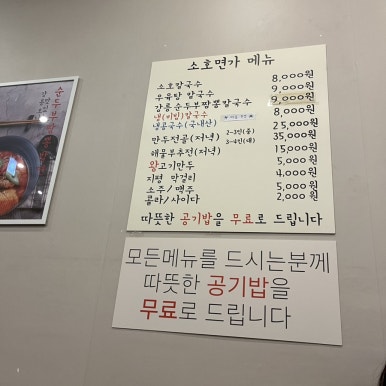 소호면가 메뉴
소호칼국수 8,000원
우육탕 칼국수 9,000원
강릉순두부짬뽕칼국수 9,000원
냉(비빔)칼국수
냉콩국수(국내산) 8,000원
만두전골(저녁) 2-3인(중) 25,000원
3-4인(대) 35,000원
해물부추전(저녁) 15,000원
왕고기만두 5,000원
지평 막걸리 4,000원
소주/맥주 5,000원
콜라/사이다 2,000원
따뜻한 공기밥을 무료로 드립니다
모든메뉴를 드시는분께
따뜻한 공기밥을
무료로 드립니다
순두부짬뽕